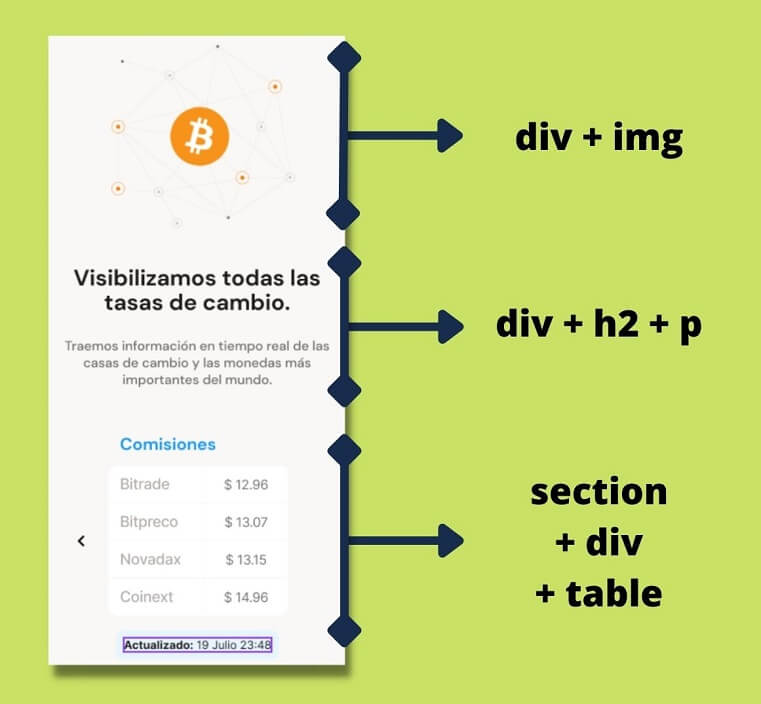 div + img
Visibilizamos todas las
tasas de cambio.
Traemos información en tiempo real de las
casas de cambio y las monedas más
importantes del mundo.
div + h2 + p
Comisiones
Bitrade $ 12.96
Bitpreco $ 13.07
Novadax $ 13.15
Coinext $ 14.96
Actualizado: 19 Julio 23:48
section
+ div
+ table